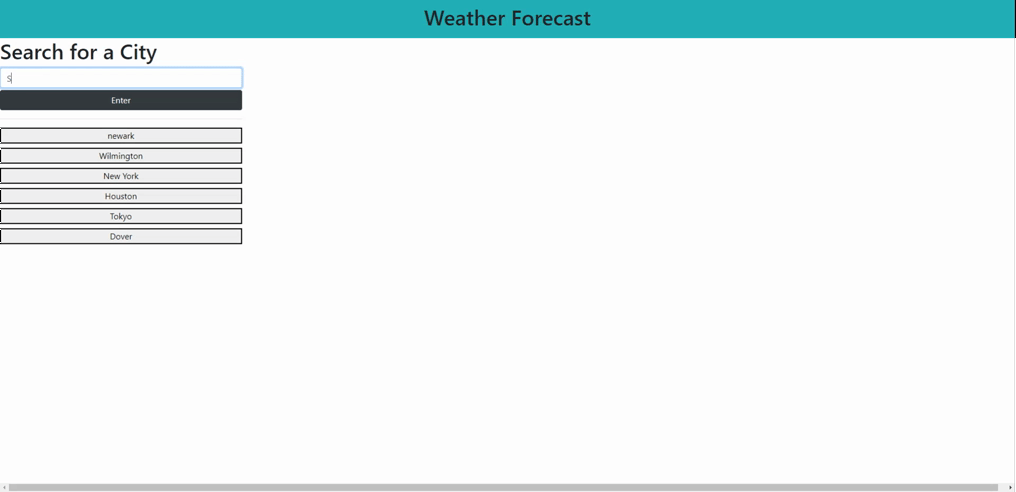 Weather Forecast
Search for a City
S
Enter
newark
Wilmington
New York
Houston
Tokyo
Dover